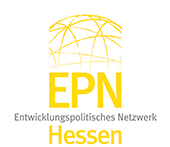 EPN
Entwicklungspolitisches Netzwerk
Hessen